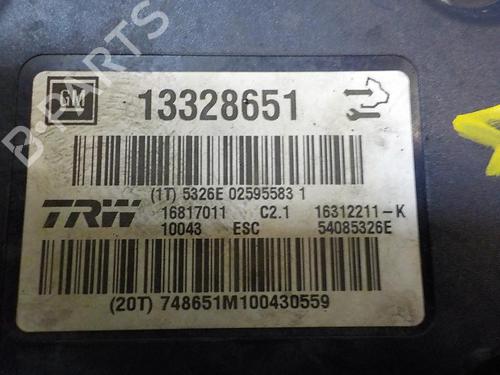 GM
13328651
(1T) 5326E 02595583 1
TRW
16817011 C2.1 16312211-K
10043 ESC 54085326E
(20T) 748651M100430559
B-PARTS